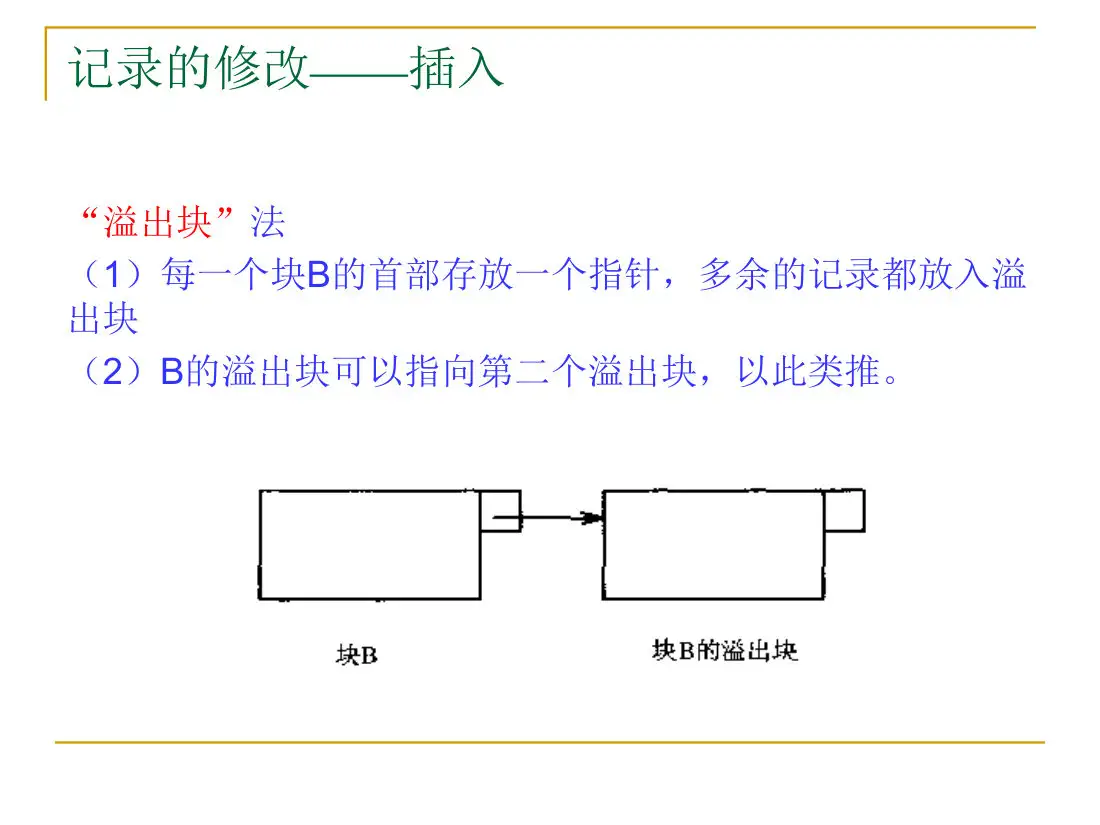 记录的修改——插入
“溢出块”法
（1）每一个块B的首部存放一个指针，多余的记录都放入溢
出块
（2）B的溢出块可以指向第二个溢出块，以此类推。
块B
块B的溢出块